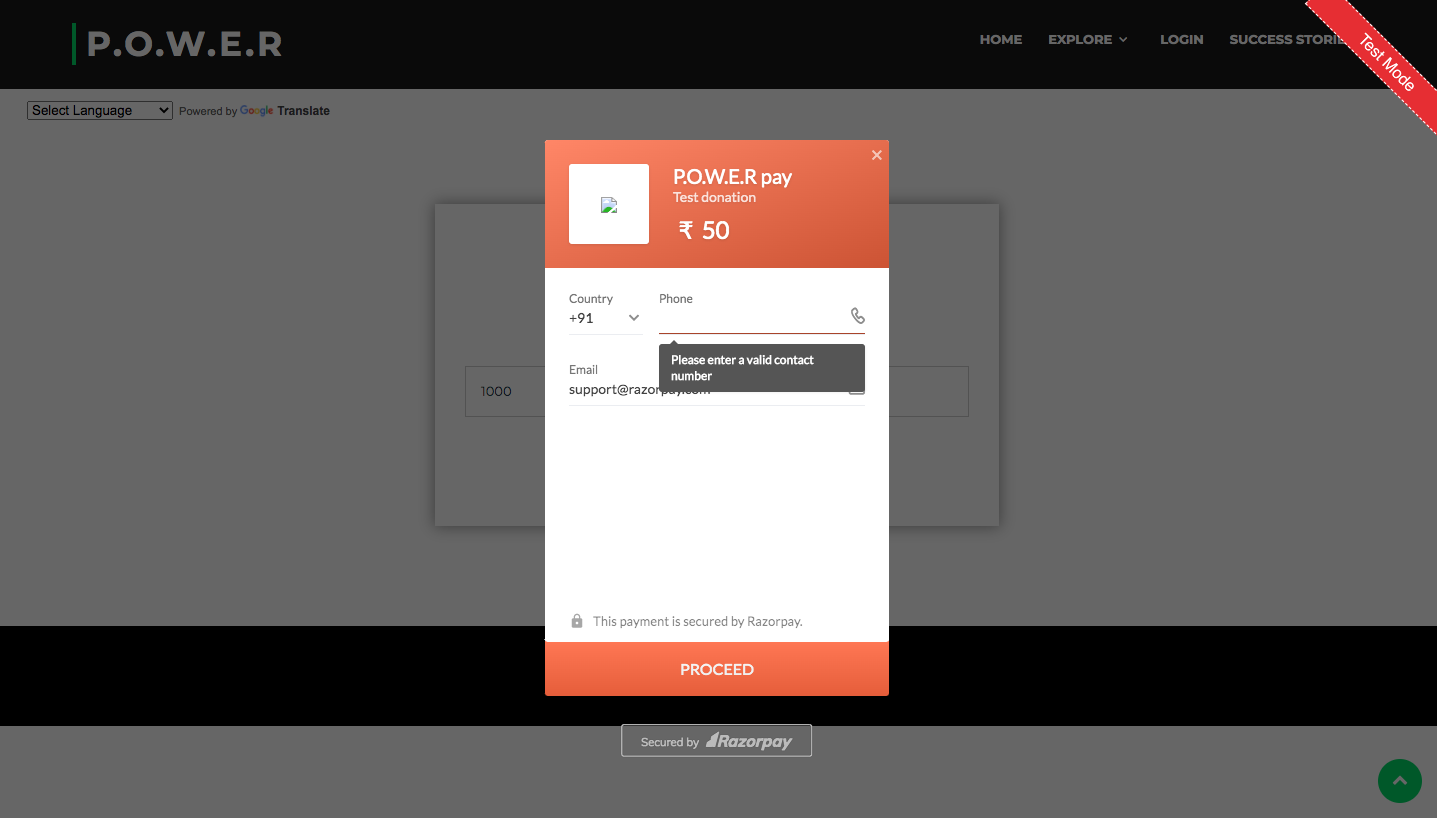 P.O.W.E.R
HOME EXPLORE LOGIN SUCCESS STORIE
Test Mode
Select Language Powered by Google Translate
P.O.W.E.R pay
Test donation
₹ 50
Country Phone
+91
Please enter a valid contact
number
Email
support@razorpay.com
1000
This payment is secured by Razorpay.
PROCEED
Secured by Razorpay